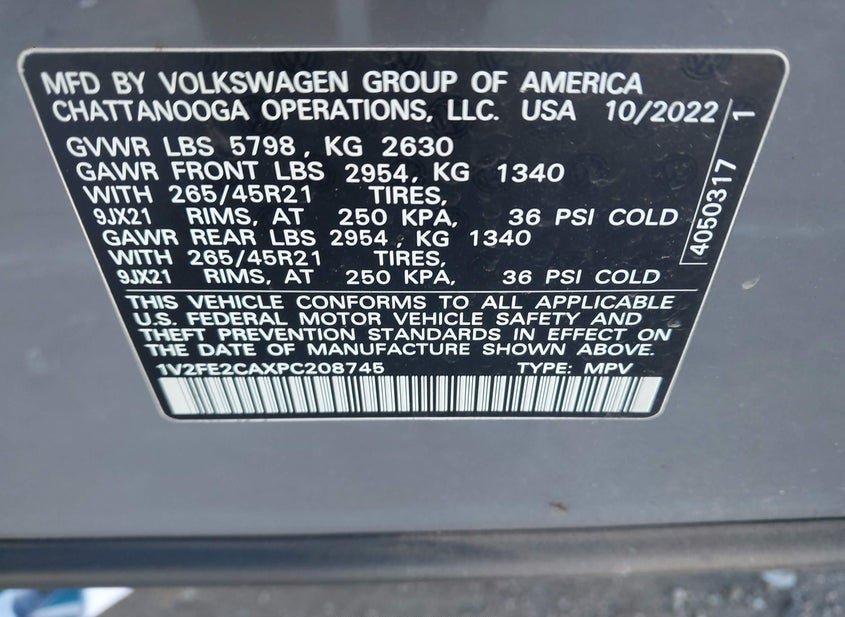 MFD BY VOLKSWAGEN GROUP OF AMERICA
CHATTANOOGA OPERATIONS, LLC. USA 10/2022
GVWR LBS 5798, KG 2630
GAWR FRONT LBS 2954, KG 1340
WITH 265/45R21 TIRES,
9JX21 RIMS, AT 250 KPA, 36 PSI COLD
GAWR REAR LBS 2954, KG 1340
WITH 265/45R21 TIRES,
9JX21 RIMS, AT 250 KPA, 36 PSI COLD
THIS VEHICLE CONFORMS TO ALL APPLICABLE
U.S. FEDERAL MOTOR VEHICLE SAFETY AND
THEFT PREVENTION STANDARDS IN EFFECT ON
THE DATE OF MANUFACTURE SHOWN ABOVE.
1V2FE2CAXPC208745 TYPE: MPV
4050317 1